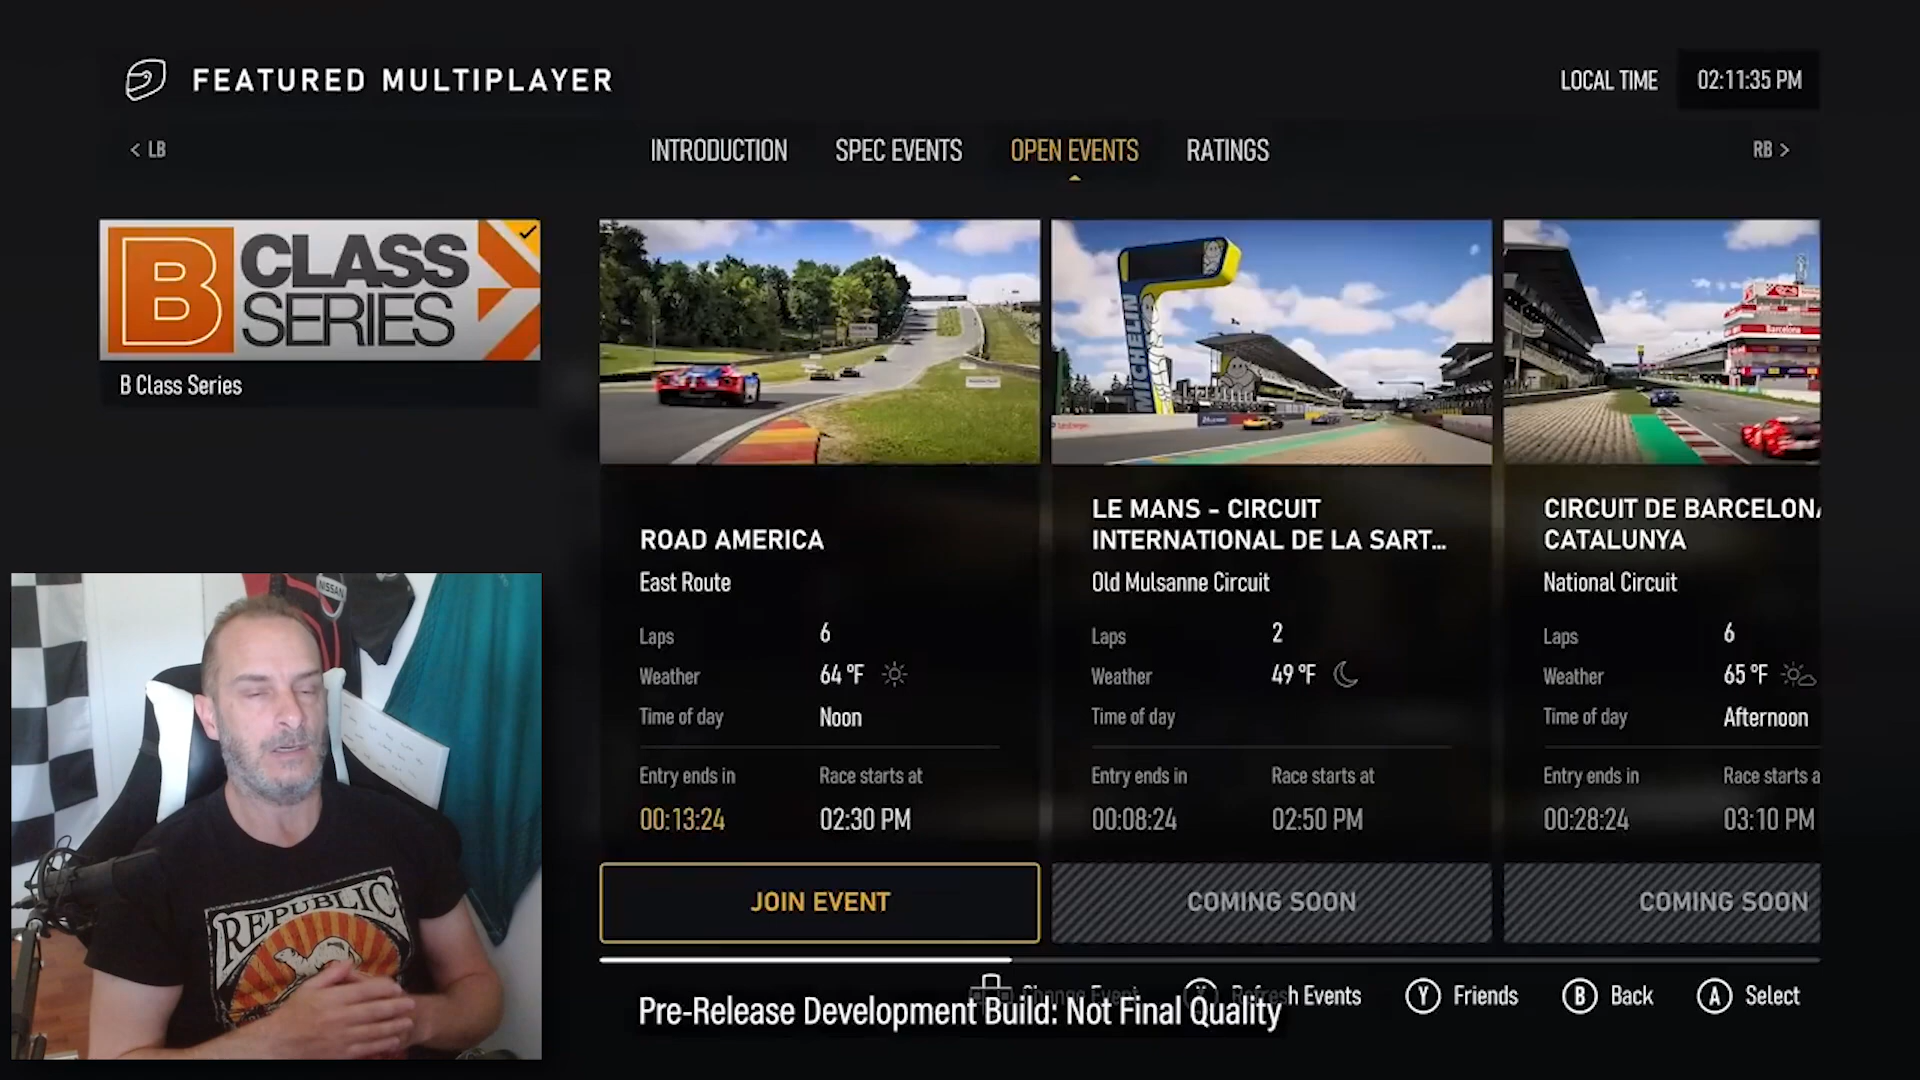 FEATURED MULTIPLAYER
LOCAL TIME
02:11:35 PM
< LB
INTRODUCTION
SPEC EVENTS
OPEN EVENTS
RATINGS
RB >
B CLASS
SERIES
B Class Series
MICHELIN
Barcelona
ROAD AMERICA
East Route
Laps 6
Weather 64 °F
Time of day Noon
Entry ends in Race starts at
00:13:24 02:30 PM
JOIN EVENT
LE MANS - CIRCUIT
INTERNATIONAL DE LA SART...
Old Mulsanne Circuit
Laps 2
Weather 49 °F
Time of day
Entry ends in Race starts at
00:08:24 02:50 PM
COMING SOON
CIRCUIT DE BARCELONA
CATALUNYA
National Circuit
Laps 6
Weather 65 °F
Time of day Afternoon
Entry ends in Race starts a
00:28:24 03:10 PM
COMING SOON
NISSAN
REPUBLIC
Change Event
X Refresh Events
Y Friends
B Back
A Select
Pre-Release Development Build: Not Final Quality